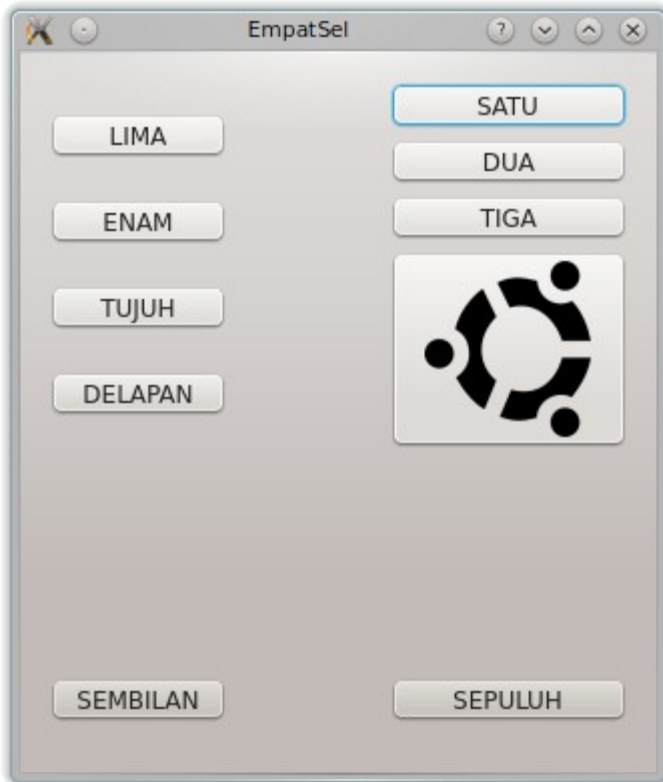 EmpatSel
LIMA
ENAM
TUJUH
DELAPAN
SATU
DUA
TIGA
SEMBILAN
SEPULUH